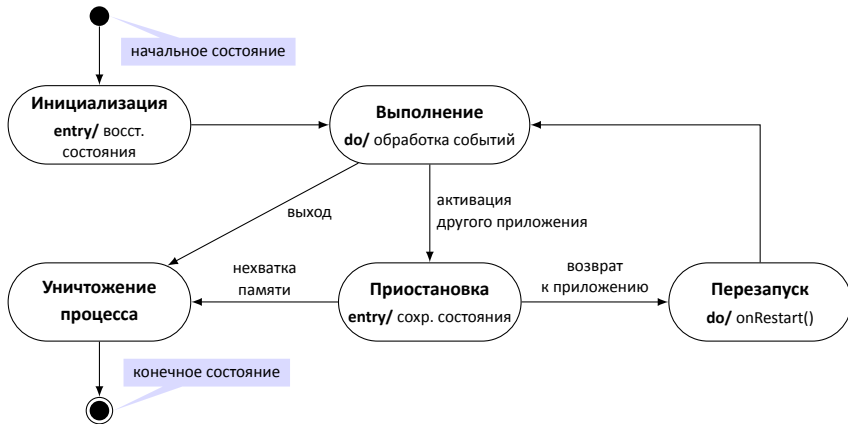 начальное состояние
Инициализация
entry/ восст.
состояния
Выполнение
do/ обработка событий
выход
активация
другого приложения
Уничтожение
процесса
нехватка
памяти
Приостановка
entry/ сохр. состояния
возврат
к приложению
Перезапуск
do/ onRestart()
конечное состояние